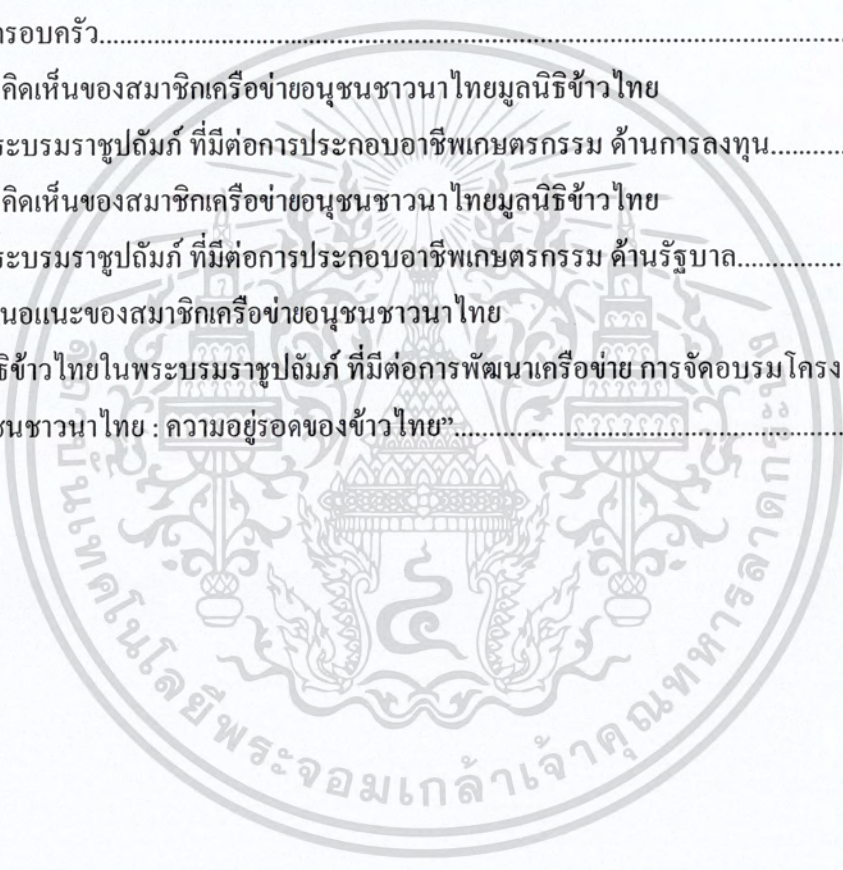 รอบครัว
คิดเห็นของสมาชิกเครือข่ายอนุชนชาวนาไทยมูลนิธิข้าวไทย
ระบรมราชูปถัมภ์ ที่มีต่อการประกอบอาชีพเกษตรกรรม ด้านการลงทุน
คิดเห็นของสมาชิกเครือข่ายอนุชนชาวนาไทยมูลนิธิข้าวไทย
ระบรมราชูปถัมภ์ ที่มีต่อการประกอบอาชีพเกษตรกรรม ด้านรัฐบาล
นอแนะของสมาชิกเครือข่ายอนุชนชาวนาไทย
ธิข้าวไทยในพระบรมราชูปถัมภ์ ที่มีต่อการพัฒนาเครือข่าย การจัดอบรมโครง
ชนชาวนาไทย : ความอยู่รอดของข้าวไทย”
สถาบันเทคโนโลยีพระจอมเกล้าเจ้าคุณทหารลาดกระบัง